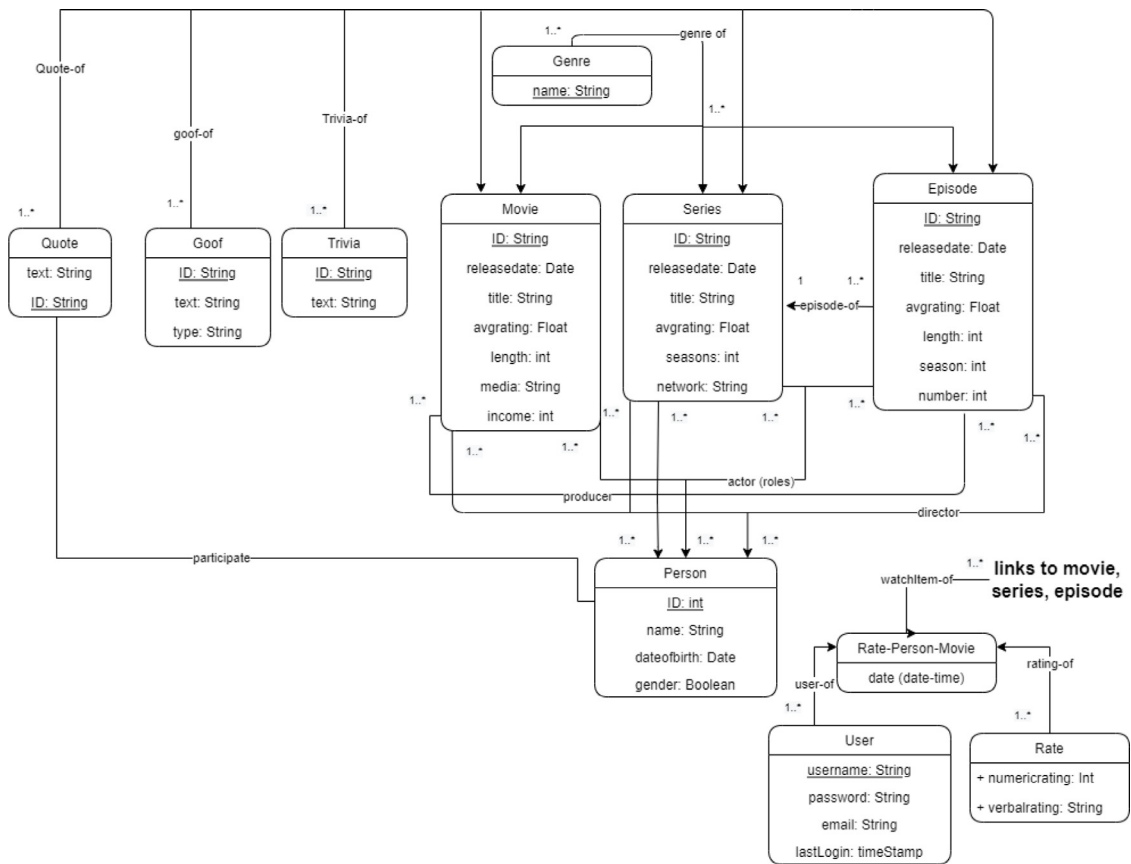 1..*
genre of
Genre
name: String
Quote-of
goof-of
Trivia-of
1..*
1..*
1..*
1..*
Quote
text: String
ID: String
Goof
ID: String
text: String
type: String
Trivia
ID: String
text: String
Movie
ID: String
releasedate: Date
title: String
avgrating: Float
length: int
media: String
income: int
Series
ID: String
releasedate: Date
title: String
avgrating: Float
seasons: int
network: String
Episode
ID: String
releasedate: Date
title: String
avgrating: Float
length: int
season: int
number: int
1
1..*
episode-of
1..*
1..*
1..*
1..*
1..*
1..*
1..*
1..*
1..*
1..*
actor (roles)
producer
director
participate
1..*
1..*
1..*
Person
ID: int
name: String
dateofbirth: Date
gender: Boolean
1..*
links to movie,
series, episode
watchItem-of
Rate-Person-Movie
date (date-time)
user-of
rating-of
1..*
1..*
User
username: String
password: String
email: String
lastLogin: timeStamp
Rate
+ numericrating: Int
+ verbalrating: String